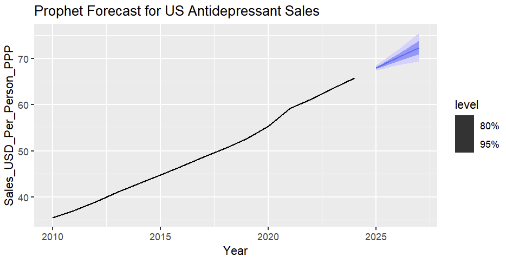 Prophet Forecast for US Antidepressant Sales
Sales_USD_Per_Person_PPP
70
60
50
40
2010
2015
2020
2025
Year
level
80%
95%